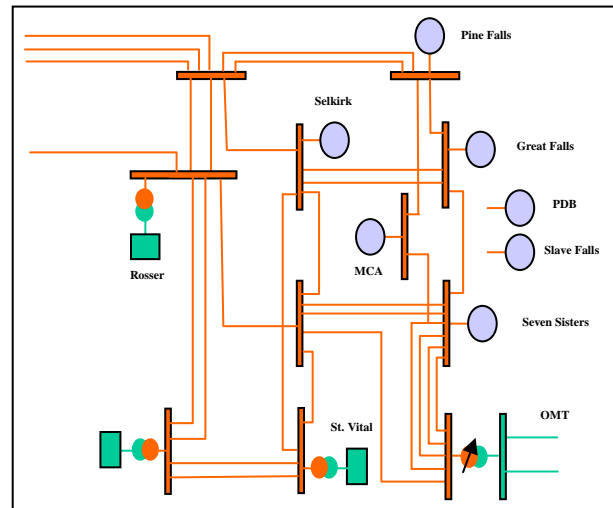 Pine Falls
Selkirk
Great Falls
PDB
Slave Falls
MCA
Rosser
Seven Sisters
St. Vital
OMT